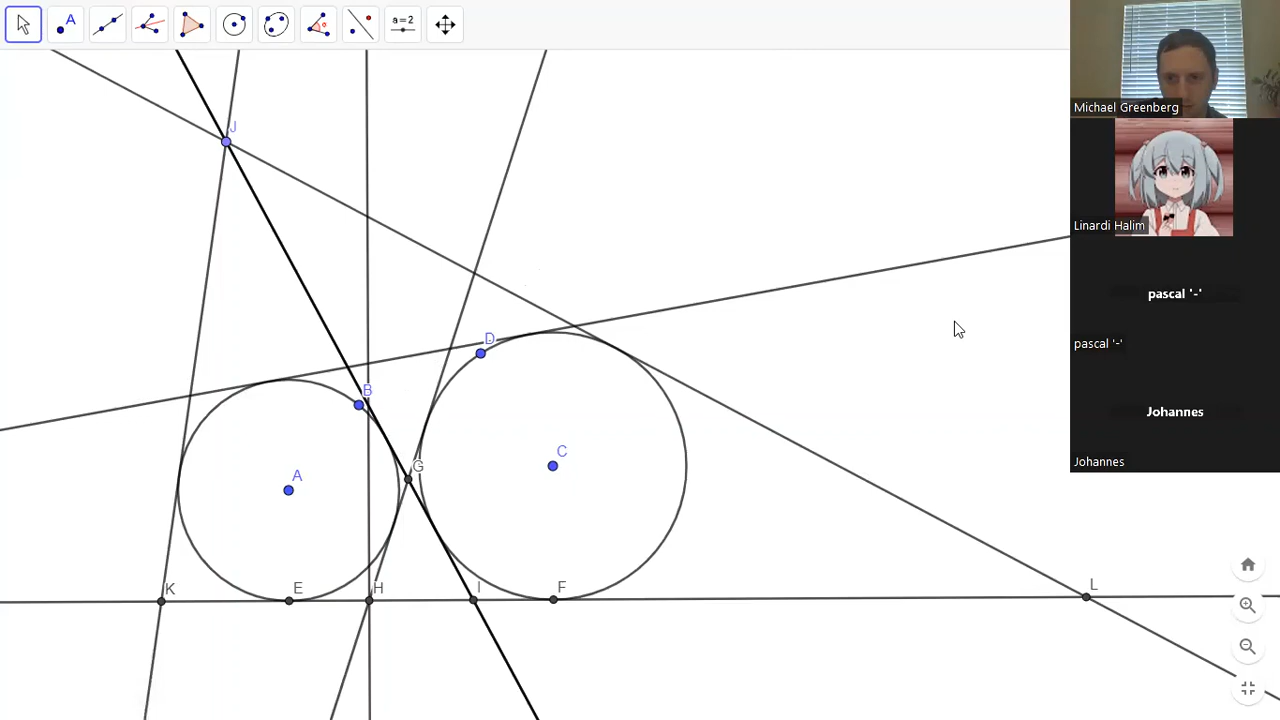 A
a=2
Michael Greenberg
J
Linardi Halim
pascal '-'
D
pascal '-'
B
Johannes
C
G
Johannes
A
K
E
H
I
F
L